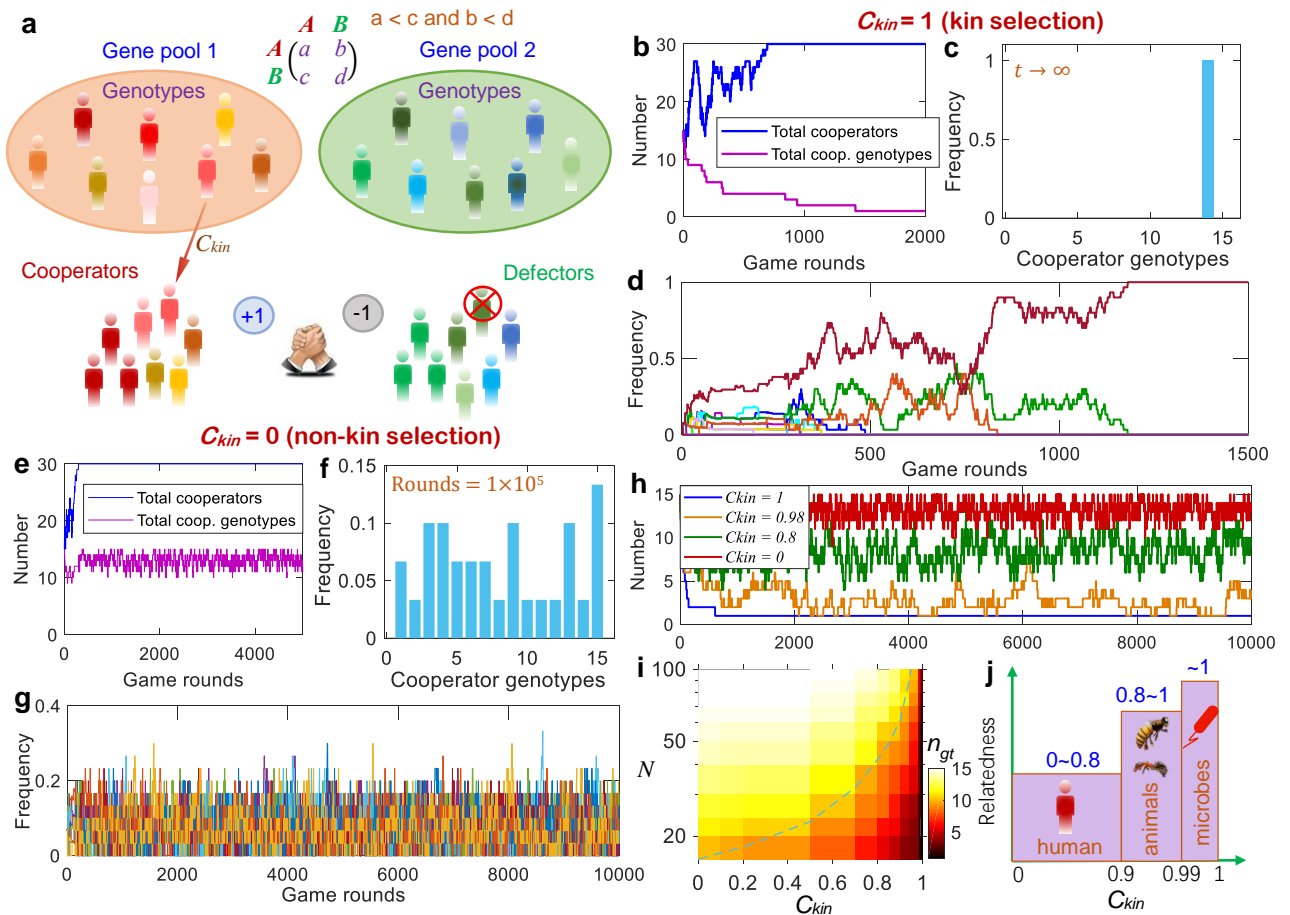 a
A B
a < c and b < d
Gene pool 1
A a b
B c d
Gene pool 2
Genotypes
Genotypes
Ckin
Cooperators
Defectors
+1
-1
Ckin = 1 (kin selection)
b
30
20
10
0
Number
Total cooperators
Total coop. genotypes
0
1000
2000
Game rounds
c
1
0.5
0
Frequency
t → ∞
0
5
10
15
Cooperator genotypes
d
1
0.5
0
Frequency
0
500
1000
1500
Game rounds
Ckin = 0 (non-kin selection)
e
30
20
10
0
Number
Total cooperators
Total coop. genotypes
0
2000
4000
Game rounds
f
0.15
0.1
0.05
0
Frequency
Rounds = 1×10⁵
0
5
10
15
Cooperator genotypes
g
0.4
0.2
0
Frequency
0
2000
4000
6000
8000
10000
Game rounds
h
15
10
5
0
Number
Ckin = 1
Ckin = 0.98
Ckin = 0.8
Ckin = 0
0
2000
4000
6000
8000
10000
i
100
50
20
N
0
0.2
0.4
0.6
0.8
1
Ckin
ngt
15
10
5
j
Relatedness
0~0.8
0.8~1
~1
human
animals
microbes
0
0.9
0.99
1
Ckin